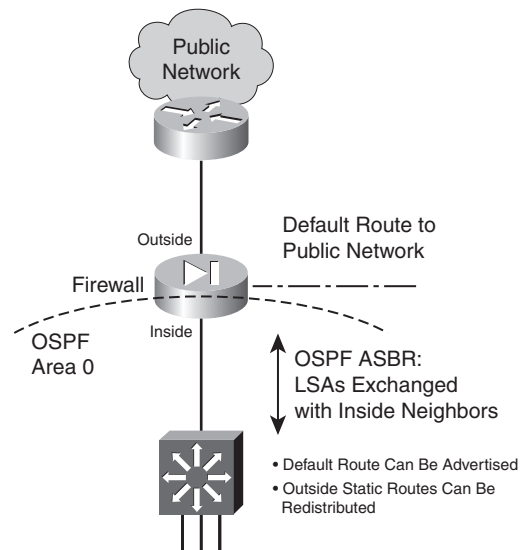 Public
Network
Outside
Default Route to
Public Network
Firewall
Inside
OSPF
Area 0
OSPF ASBR:
LSAs Exchanged
with Inside Neighbors
• Default Route Can Be Advertised
• Outside Static Routes Can Be
Redistributed